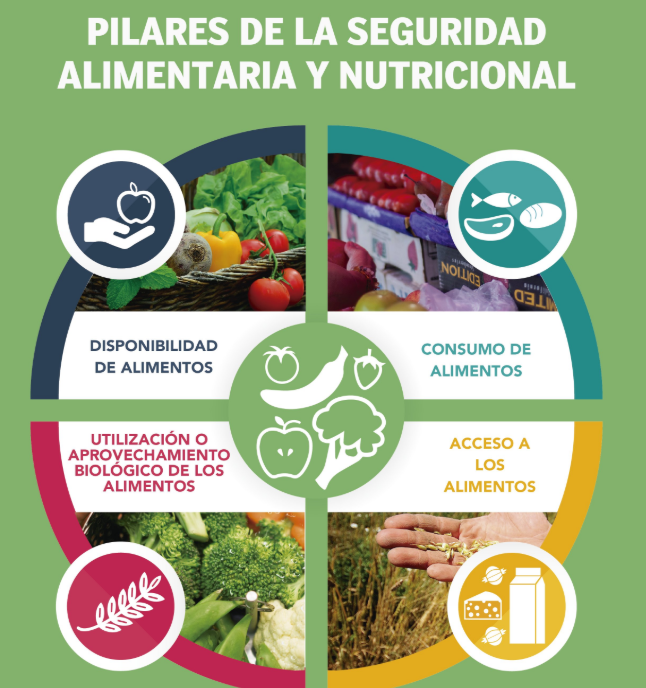 PILARES DE LA SEGURIDAD
ALIMENTARIA Y NUTRICIONAL
DISPONIBILIDAD
DE ALIMENTOS
CONSUMO DE
ALIMENTOS
UTILIZACIÓN O
APROVECHAMIENTO
BIOLÓGICO DE LOS
ALIMENTOS
ACCESO A
LOS
ALIMENTOS
EDITION